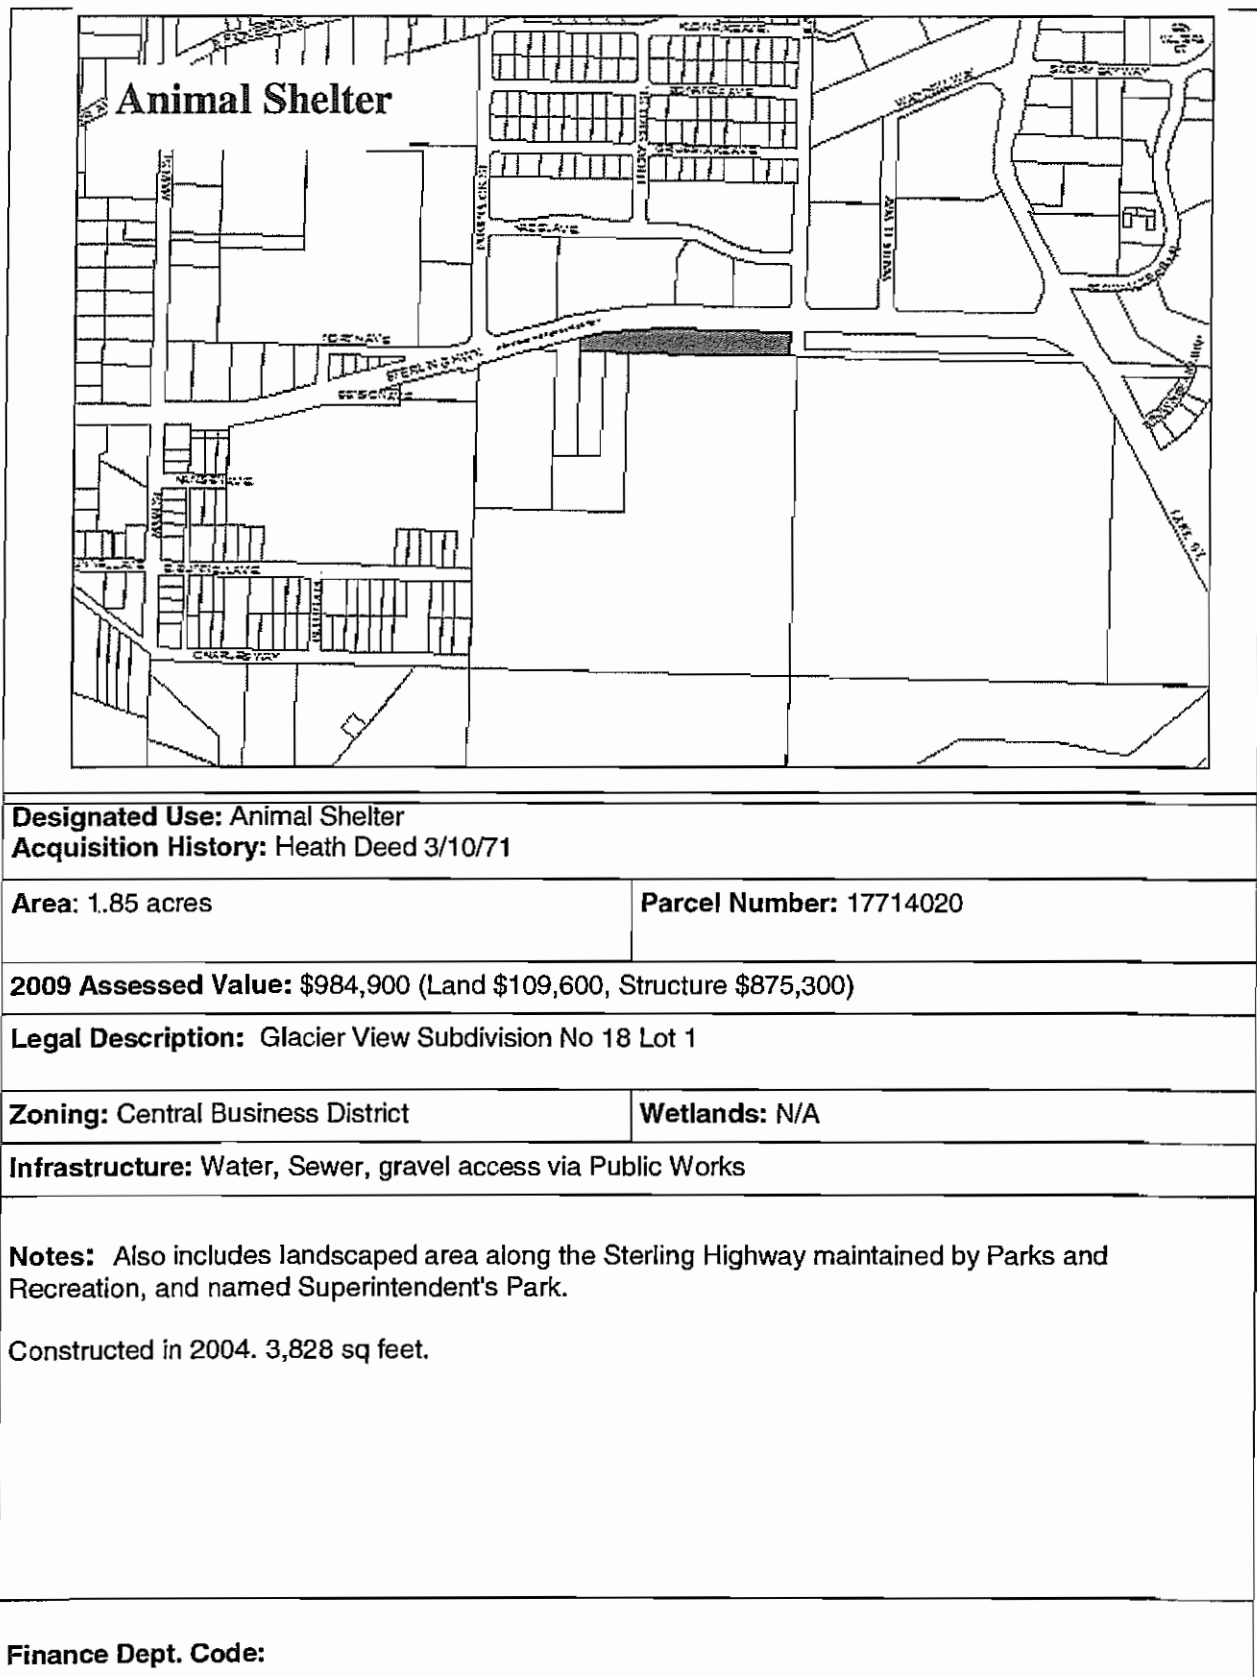 Animal Shelter
LAKE ST.
Designated Use: Animal Shelter
Acquisition History: Heath Deed 3/10/71
Area: 1.85 acres
Parcel Number: 17714020
2009 Assessed Value: $984,900 (Land $109,600, Structure $875,300)
Legal Description: Glacier View Subdivision No 18 Lot 1
Zoning: Central Business District
Wetlands: N/A
Infrastructure: Water, Sewer, gravel access via Public Works
Notes: Also includes landscaped area along the Sterling Highway maintained by Parks and
Recreation, and named Superintendent's Park.
Constructed in 2004. 3,828 sq feet.
Finance Dept. Code: